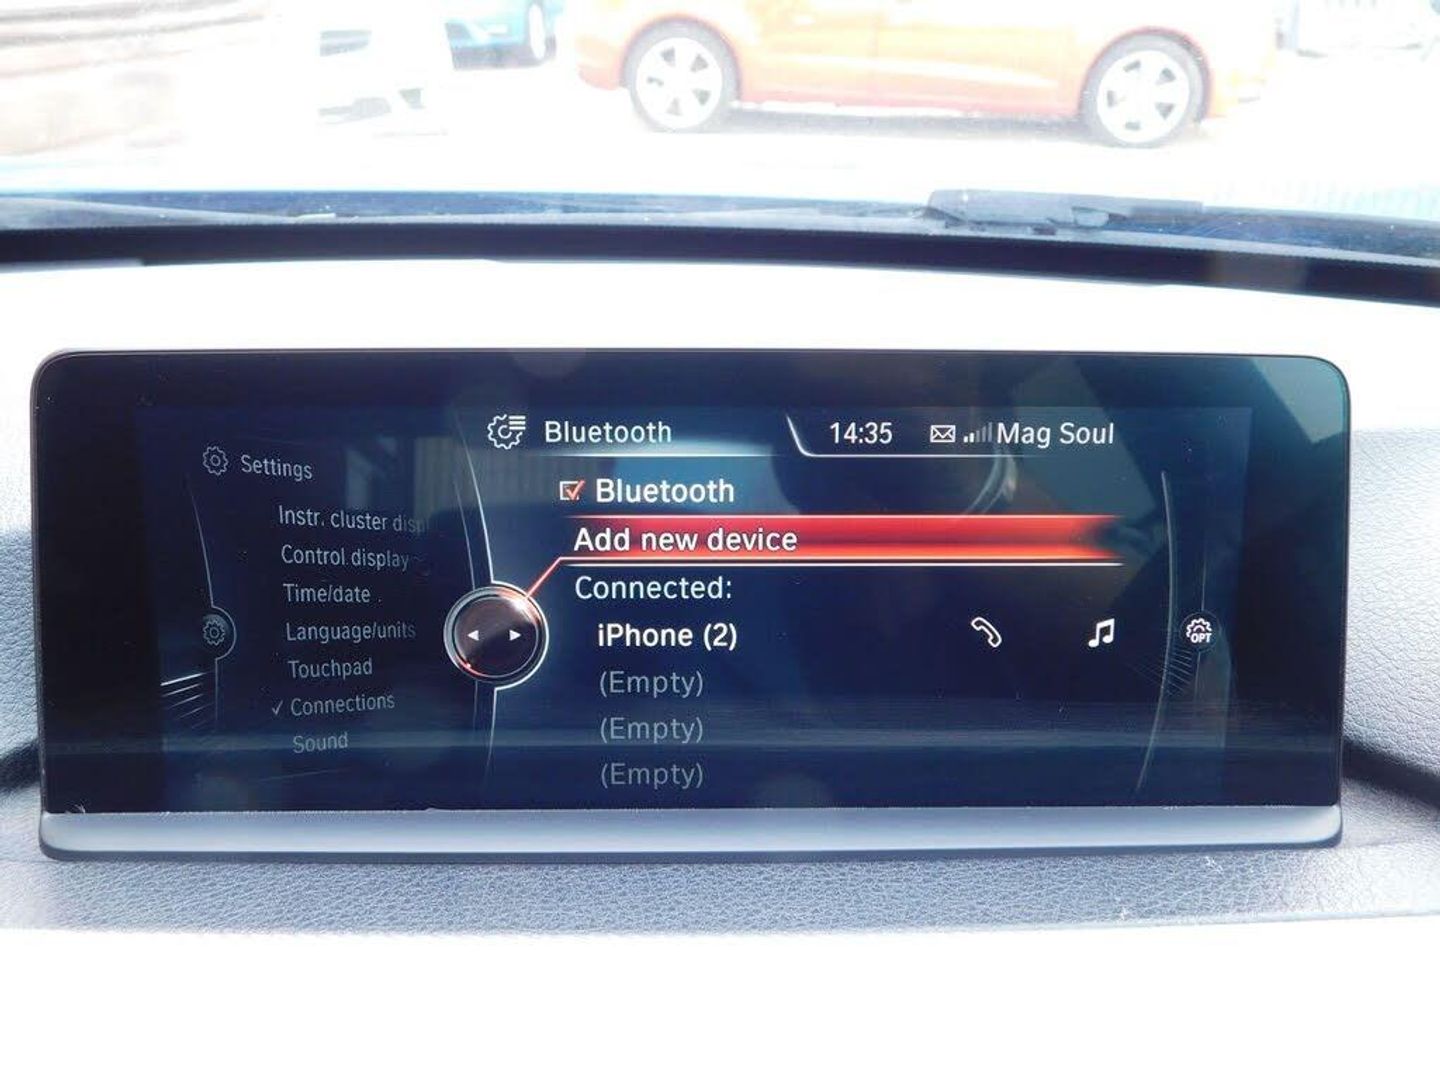 Bluetooth
14:35
Mag Soul
Settings
Instr. cluster disp
Control display
Time/date
Language/units
Touchpad
Connections
Sound
Bluetooth
Add new device
Connected:
iPhone (2)
(Empty)
(Empty)
(Empty)
OPT